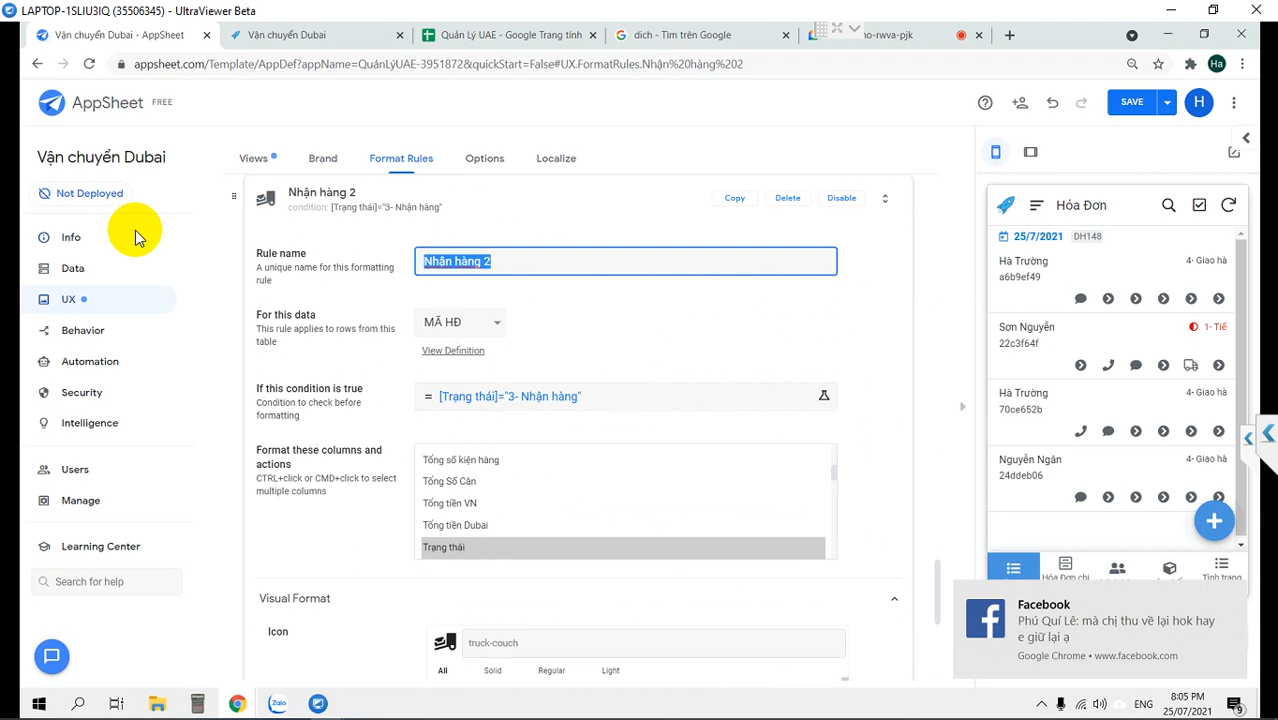 LAPTOP-1SLIU3IQ (35506345) - UltraViewer Beta
Vận chuyển Dubai - AppSheet
Vận chuyển Dubai
Quản Lý UAE - Google Trang tính
dich - Tìm trên Google
no-rwva-pjk
appsheet.com/Template/AppDef?appName=QuảnLýUAE-3951872&quickStart=False#UX.FormatRules.Nhận%20hàng%202
Ha
AppSheet FREE
SAVE
H
Vận chuyển Dubai
Not Deployed
Info
Data
UX
Behavior
Automation
Security
Intelligence
Users
Manage
Learning Center
Search for help
Views
Brand
Format Rules
Options
Localize
Nhận hàng 2
condition: [Trạng thái]="3- Nhận hàng"
Copy
Delete
Disable
Rule name
A unique name for this formatting
rule
Nhận hàng 2
For this data
This rule applies to rows from this
table
MÃ HĐ
View Definition
If this condition is true
Condition to check before
formatting
= [Trạng thái]="3- Nhận hàng"
Format these columns and
actions
CTRL+click or CMD+click to select
multiple columns
Tổng số kiện hàng
Tổng Số Cân
Tổng tiền VN
Tổng tiền Dubai
Trạng thái
Visual Format
Icon
truck-couch
All
Solid
Regular
Light
Hóa Đơn
25/7/2021 DH148
Hà Trường
4- Giao hà
a6b9ef49
Sơn Nguyễn
1- Tiế
22c3f64f
Hà Trường
4- Giao hà
70ce652b
Nguyễn Ngân
4- Giao hà
24ddeb06
Hóa Đơn chi
Tình trạng
Facebook
Phú Quí Lê: mà chị thu về lại hok hay
e giữ lại ạ
Google Chrome • www.facebook.com
Zalo
ENG
8:05 PM
25/07/2021
9